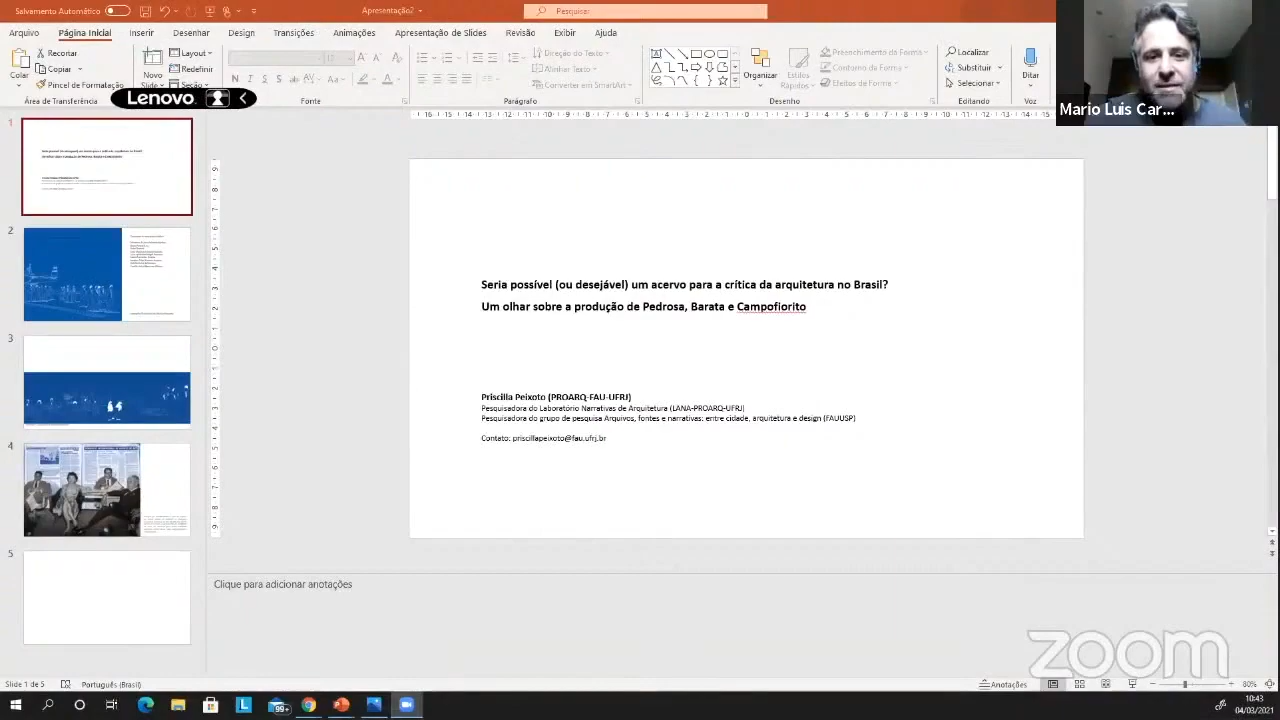 Salvamento Automático
Apresentação2
Pesquisar
Arquivo
Página Inicial
Inserir
Desenhar
Design
Transições
Animações
Apresentação de Slides
Revisão
Exibir
Ajuda
Colar
Recortar
Copiar
Pincel de Formatação
Área de Transferência
Novo
Slide
Layout
Redefinir
Seção
N
I
S
Fonte
Direção do Texto
Alinhar Texto
Converter em SmartArt
Parágrafo
Organizar
Estilos
Rápidos
Preenchimento da Forma
Contorno da Forma
Efeitos de Forma
Desenho
Localizar
Substituir
Selecionar
Editando
Ditar
Voz
Lenovo
Mario Luis Car...
1
2
3
5
Seria possível (ou desejável) um acervo para a crítica da arquitetura no Brasil?
Um olhar sobre a produção de Pedrosa, Barata e Campofiorito
Priscilla Peixoto (PROARQ-FAU-UFRJ)
Pesquisadora do Laboratório Narrativas de Arquitetura (LANA-PROARQ-UFRJ)
Pesquisadora do grupo de pesquisa Arquivos, fontes e narrativas: entre cidade, arquitetura e design (FAUUSP)
Contato: priscillapeixoto@fau.ufrj.br
Clique para adicionar anotações
zoom
Slide 1 de 5
Português (Brasil)
Anotações
80%
10:43
04/03/2021